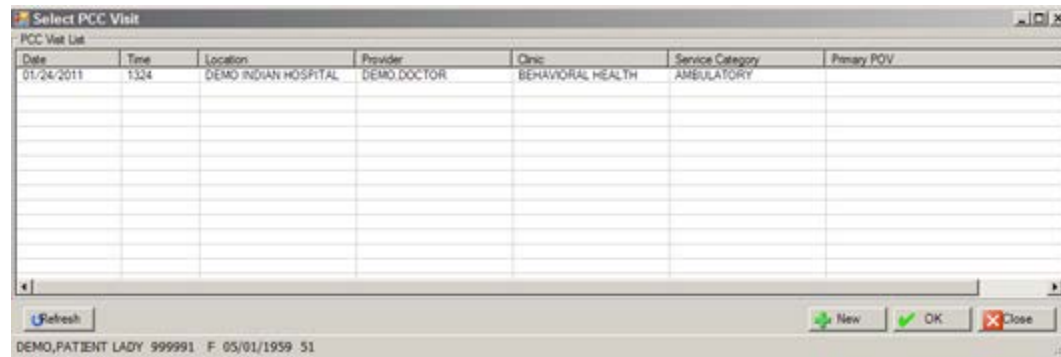 Select PCC Visit
PCC Visit List
Date Time Location Provider Clinic Service Category Primary POV
01/24/2011 1324 DEMO INDIAN HOSPITAL DEMO,DOCTOR BEHAVIORAL HEALTH AMBULATORY
Refresh New OK Close
DEMO,PATIENT LADY 999991 F 05/01/1959 51